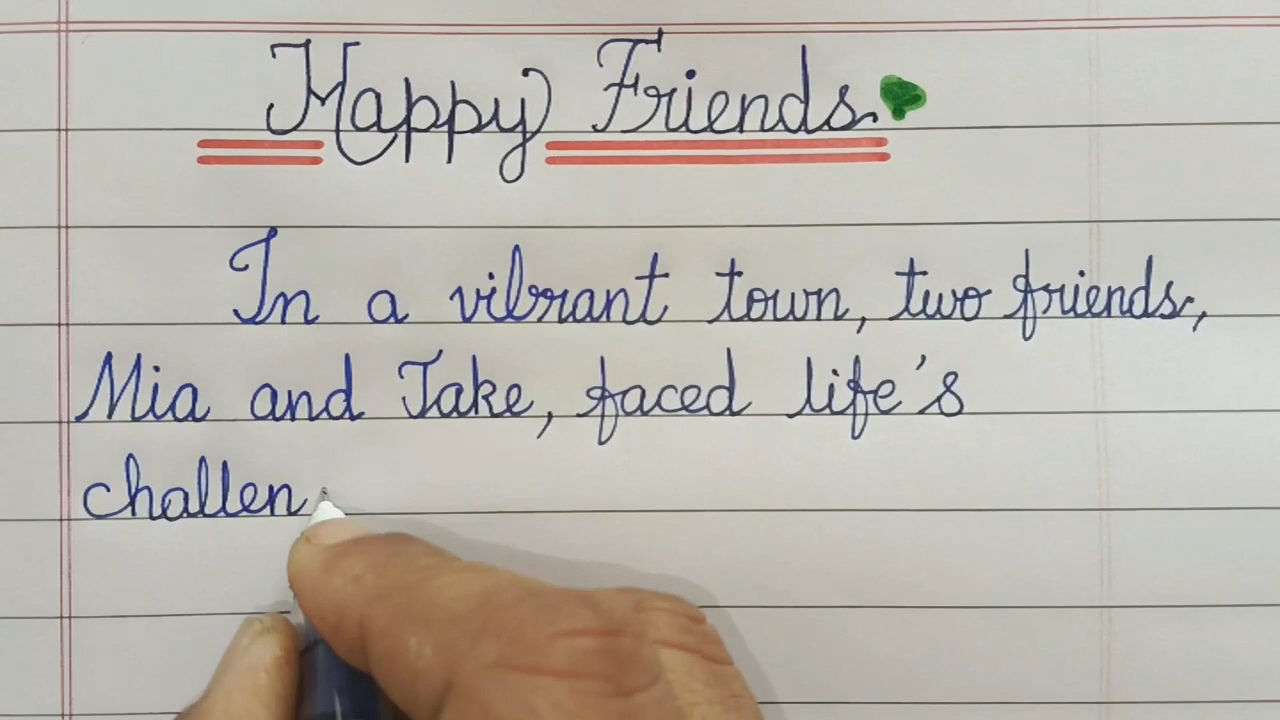 Happy Friends.
In a vibrant town, two friends,
Mia and Jake, faced life's
challen